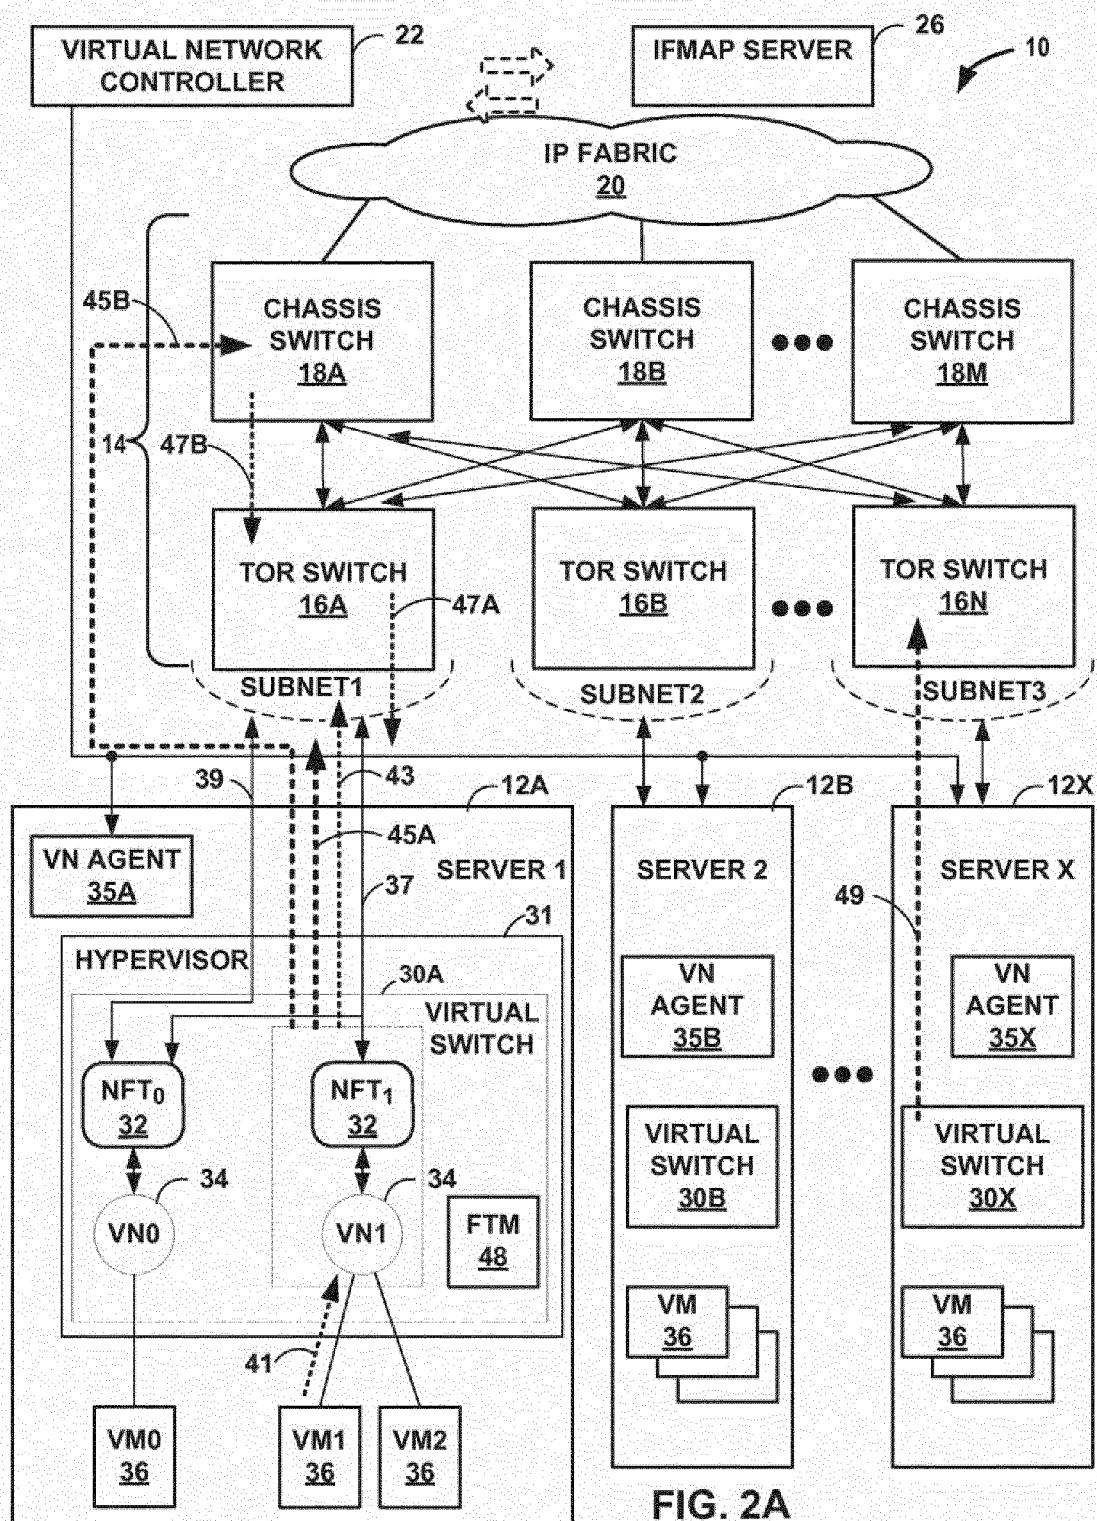 VIRTUAL NETWORK
CONTROLLER
22
IFMAP SERVER
26
10
IP FABRIC
20
45B
CHASSIS
SWITCH
18A
CHASSIS
SWITCH
18B
CHASSIS
SWITCH
18M
14
47B
TOR SWITCH
16A
47A
TOR SWITCH
16B
TOR SWITCH
16N
SUBNET1
SUBNET2
SUBNET3
39
43
12A
12B
12X
VN AGENT
35A
45A
SERVER 1
SERVER 2
SERVER X
37
49
31
HYPERVISOR
30A
VIRTUAL
SWITCH
VN
AGENT
35B
VN
AGENT
35X
NFT0
32
NFT1
32
VIRTUAL
SWITCH
30B
VIRTUAL
SWITCH
30X
34
34
VN0
VN1
FTM
48
VM
36
VM
36
41
VM0
36
VM1
36
VM2
36
FIG. 2A